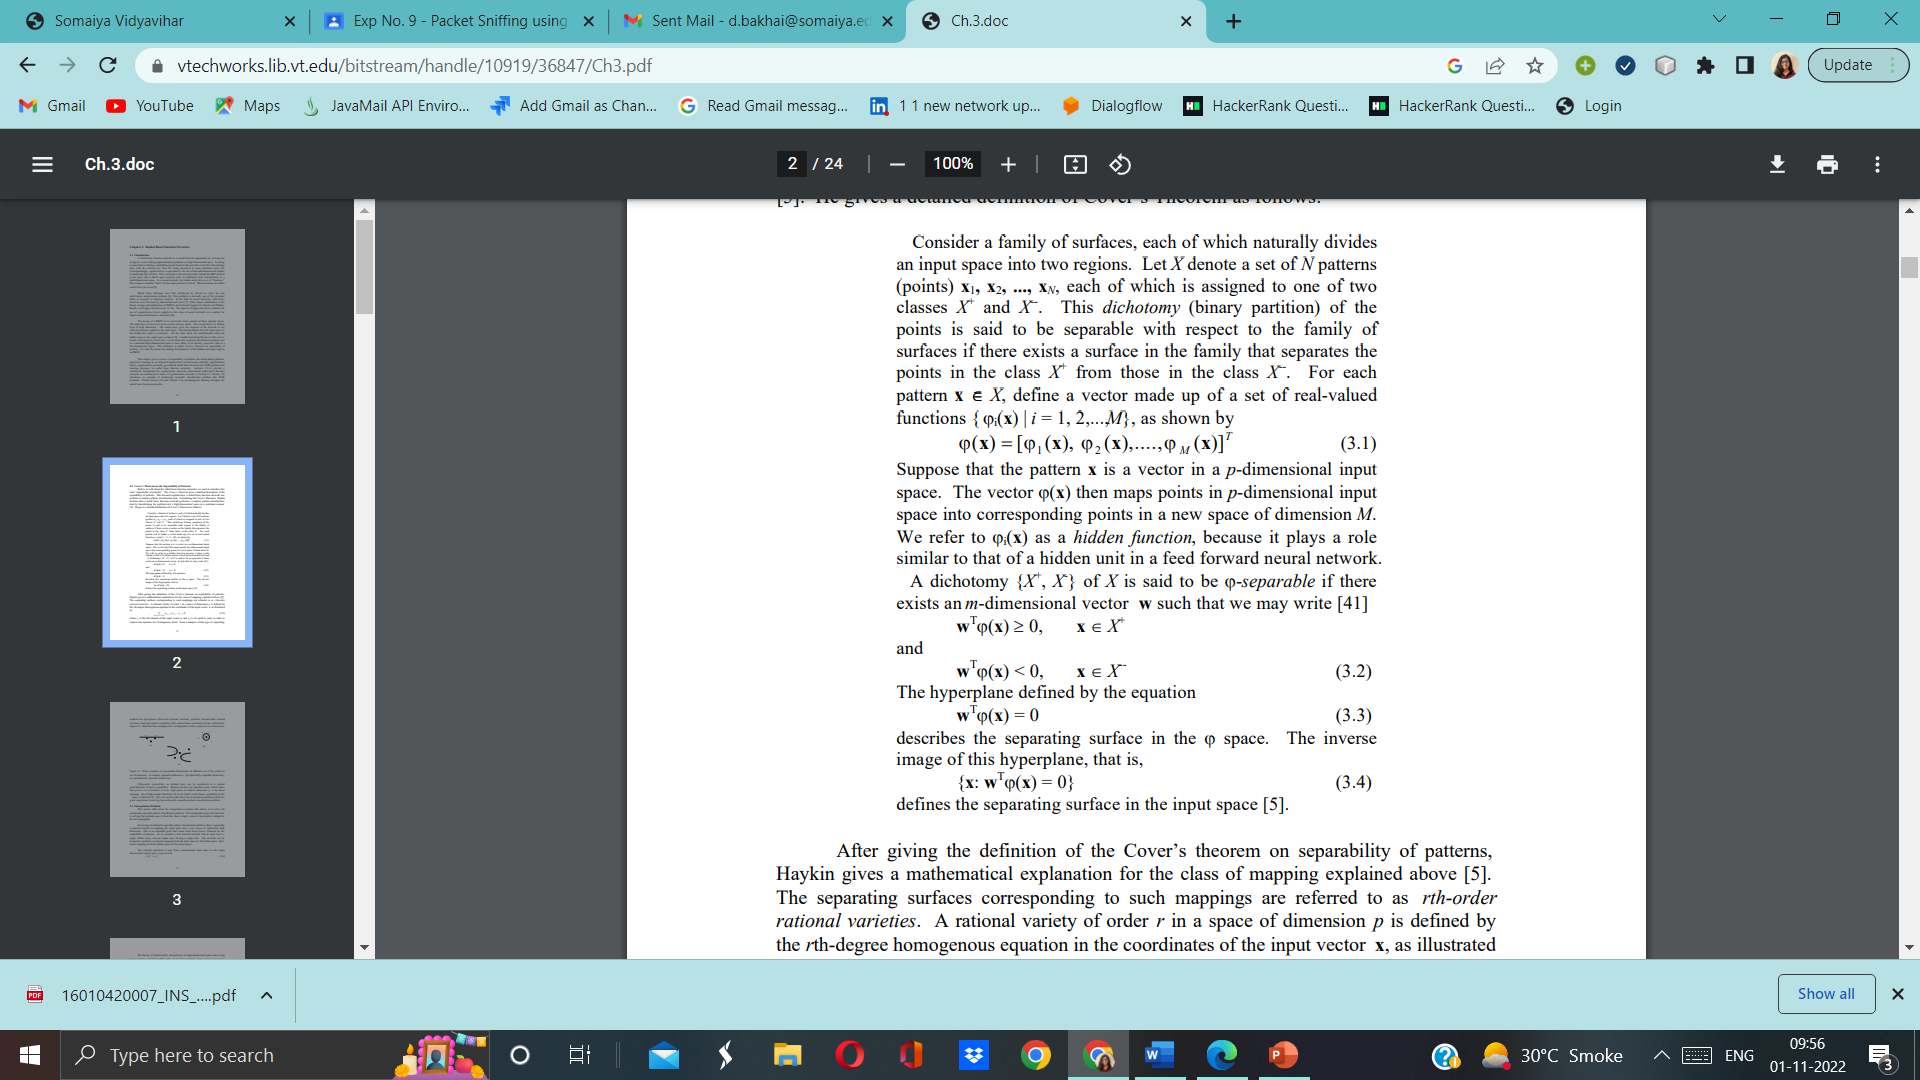 Somaiya Vidyavihar
Exp No. 9 - Packet Sniffing using
Sent Mail - d.bakhai@somaiya.ed
Ch.3.doc
vtechworks.lib.vt.edu/bitstream/handle/10919/36847/Ch3.pdf
Update
Gmail
YouTube
Maps
JavaMail API Enviro...
Add Gmail as Chan...
Read Gmail messag...
1 1 new network up...
Dialogflow
HackerRank Questi...
HackerRank Questi...
Login
Ch.3.doc
2 / 24
100%
1
2
3
[5]. He gives a detailed definition of Cover's Theorem as follows:
Consider a family of surfaces, each of which naturally divides
an input space into two regions. Let X denote a set of N patterns
(points) x₁, x₂, ..., x_N, each of which is assigned to one of two
classes X⁺ and X⁻. This dichotomy (binary partition) of the
points is said to be separable with respect to the family of
surfaces if there exists a surface in the family that separates the
points in the class X⁺ from those in the class X⁻. For each
pattern x ∈ X, define a vector made up of a set of real-valued
functions { φᵢ(x) | i = 1, 2,...,M}, as shown by
φ(x) = [φ₁(x), φ₂(x),....,φ_M(x)]ᵀ (3.1)
Suppose that the pattern x is a vector in a p-dimensional input
space. The vector φ(x) then maps points in p-dimensional input
space into corresponding points in a new space of dimension M.
We refer to φᵢ(x) as a hidden function, because it plays a role
similar to that of a hidden unit in a feed forward neural network.
A dichotomy {X⁺, X⁻} of X is said to be φ-separable if there
exists an m-dimensional vector w such that we may write [41]
wᵀφ(x) ≥ 0, x ∈ X⁺
and
wᵀφ(x) < 0, x ∈ X⁻ (3.2)
The hyperplane defined by the equation
wᵀφ(x) = 0 (3.3)
describes the separating surface in the φ space. The inverse
image of this hyperplane, that is,
{x: wᵀφ(x) = 0} (3.4)
defines the separating surface in the input space [5].
After giving the definition of the Cover's theorem on separability of patterns,
Haykin gives a mathematical explanation for the class of mapping explained above [5].
The separating surfaces corresponding to such mappings are referred to as rth-order
rational varieties. A rational variety of order r in a space of dimension p is defined by
the rth-degree homogenous equation in the coordinates of the input vector x, as illustrated
16010420007_INS_....pdf
Show all
Type here to search
30°C Smoke
ENG
09:56
01-11-2022
3